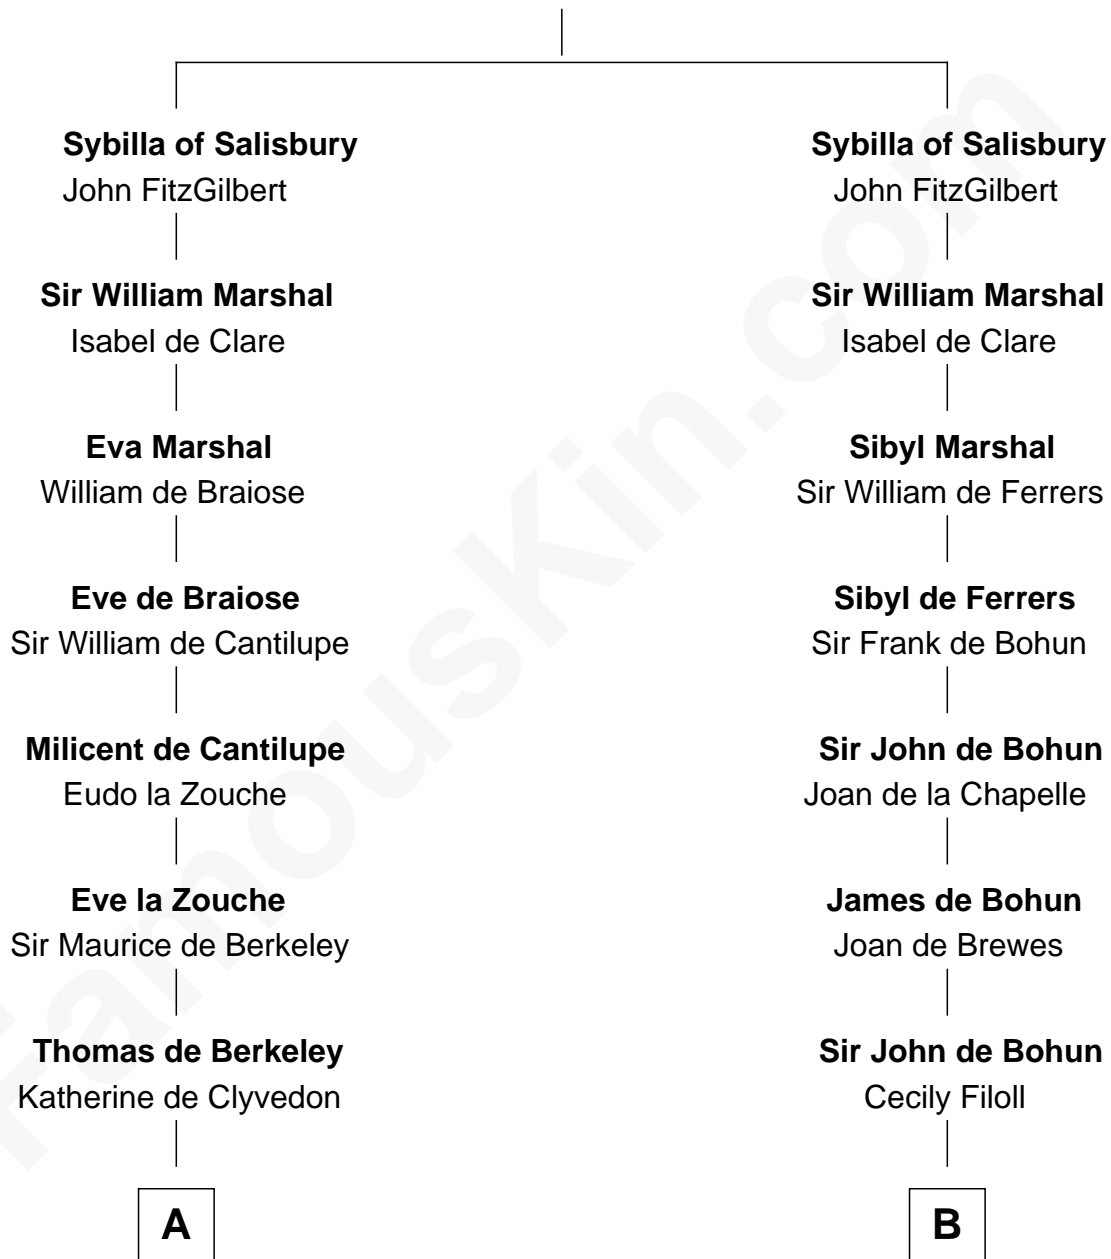 Sybilla of Salisbury
John FitzGilbert
Sir William Marshal
Isabel de Clare
Eva Marshal
William de Braiose
Eve de Braiose
Sir William de Cantilupe
Milicent de Cantilupe
Eudo la Zouche
Eve la Zouche
Sir Maurice de Berkeley
Thomas de Berkeley
Katherine de Clyvedon
A
Sybilla of Salisbury
John FitzGilbert
Sir William Marshal
Isabel de Clare
Sibyl Marshal
Sir William de Ferrers
Sibyl de Ferrers
Sir Frank de Bohun
Sir John de Bohun
Joan de la Chapelle
James de Bohun
Joan de Brewes
Sir John de Bohun
Cecily Filoll
B
FamousKin.com